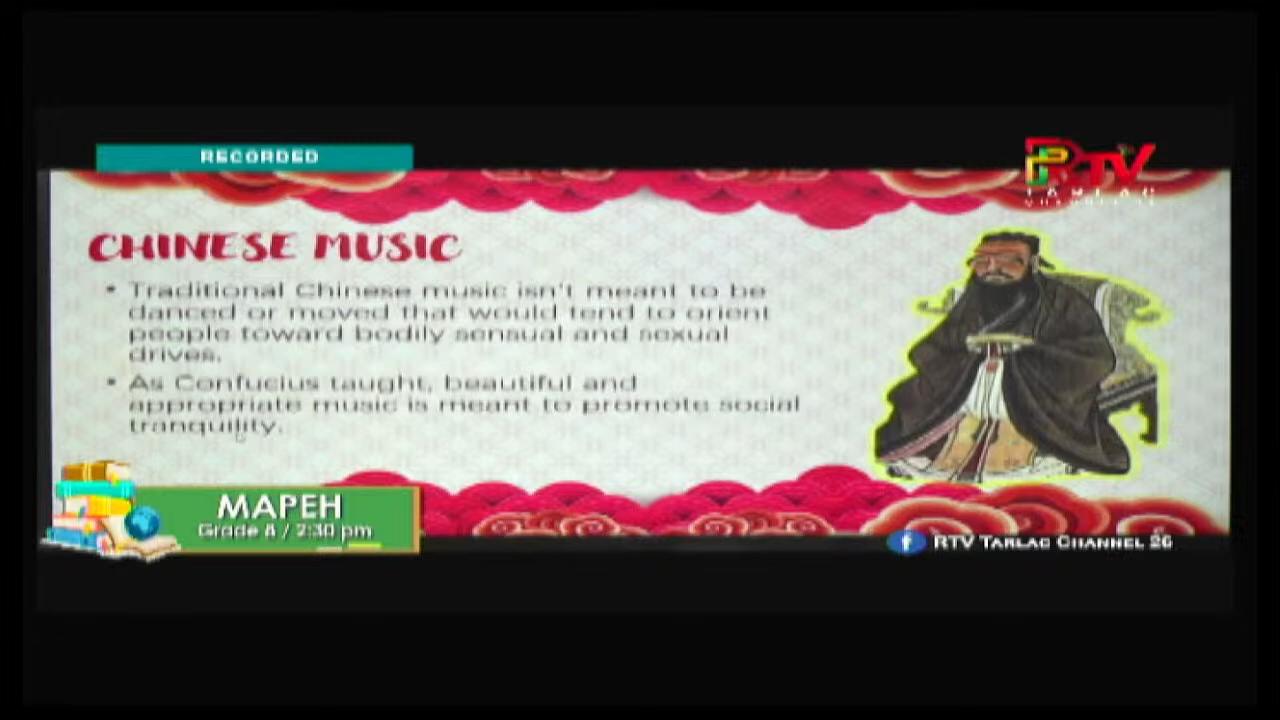 RECORDED
RTV
TARLAC
CHINESE MUSIC
• Traditional Chinese music isn't meant to be
danced or moved that would tend to orient
people toward bodily sensual and sexual
drives.
• As Confucius taught, beautiful and
appropriate music is meant to promote social
tranquility.
MAPEH
Grade 8 / 2:30 pm
RTV TARLAC CHANNEL 26